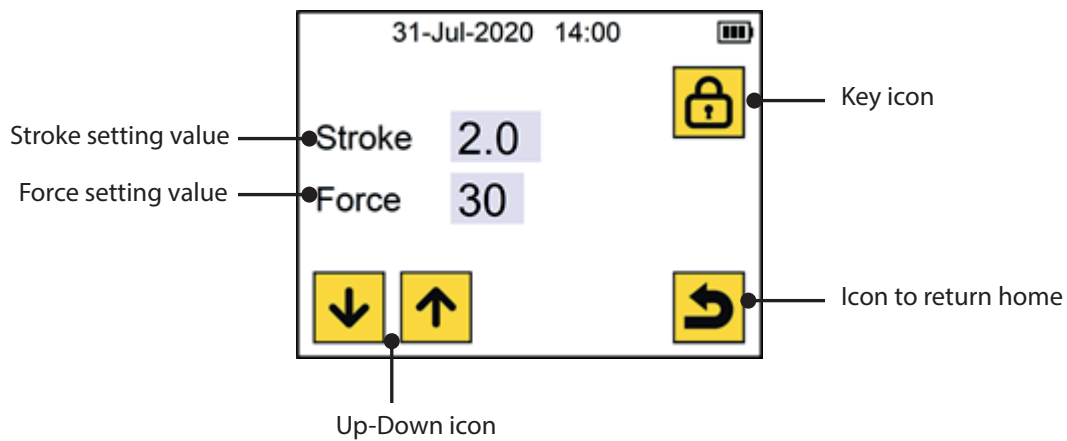 31-Jul-2020 14:00
Key icon
Stroke setting value
Stroke 2.0
Force setting value
Force 30
Icon to return home
Up-Down icon